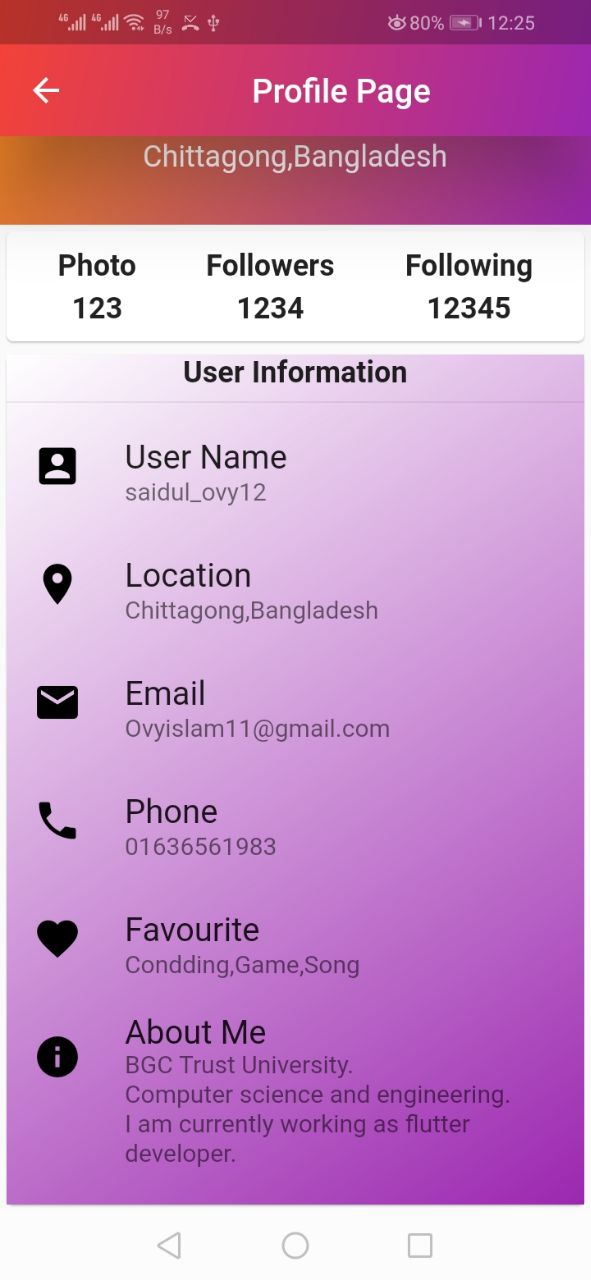 4G 4G 97 B/s 80% 12:25
Profile Page
Chittagong,Bangladesh
Photo Followers Following
123 1234 12345
User Information
User Name
saidul_ovy12
Location
Chittagong,Bangladesh
Email
Ovyislam11@gmail.com
Phone
01636561983
Favourite
Condding,Game,Song
About Me
BGC Trust University.
Computer science and engineering.
I am currently working as flutter
developer.